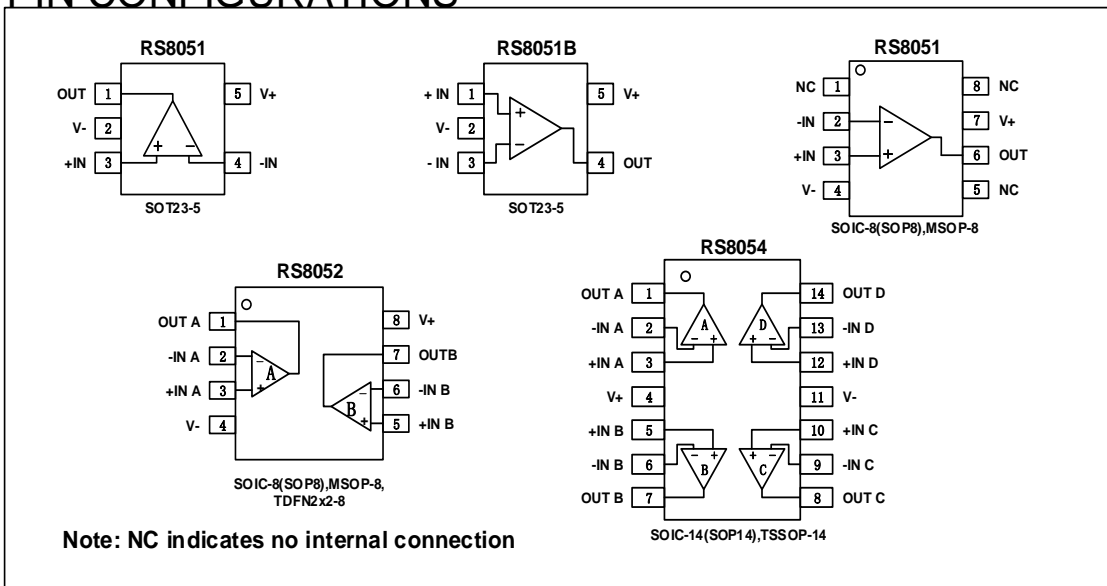 PIN CONFIGURATIONS
RS8051
OUT 1
V- 2
+IN 3
5 V+
4 -IN
+ -
SOT23-5
RS8051B
+ IN 1
V- 2
- IN 3
5 V+
4 OUT
+
-
SOT23-5
RS8051
NC 1
-IN 2
+IN 3
V- 4
8 NC
7 V+
6 OUT
5 NC
-
+
SOIC-8(SOP8),MSOP-8
RS8052
OUT A 1
-IN A 2
+IN A 3
V- 4
8 V+
7 OUTB
6 -IN B
5 +IN B
- A +
- B +
SOIC-8(SOP8),MSOP-8,
TDFN2x2-8
RS8054
OUT A 1
-IN A 2
+IN A 3
V+ 4
+IN B 5
-IN B 6
OUT B 7
14 OUT D
13 -IN D
12 +IN D
11 V-
10 +IN C
9 -IN C
8 OUT C
A
- +
D
+ -
- +
B
+ -
C
SOIC-14(SOP14),TSSOP-14
Note: NC indicates no internal connection